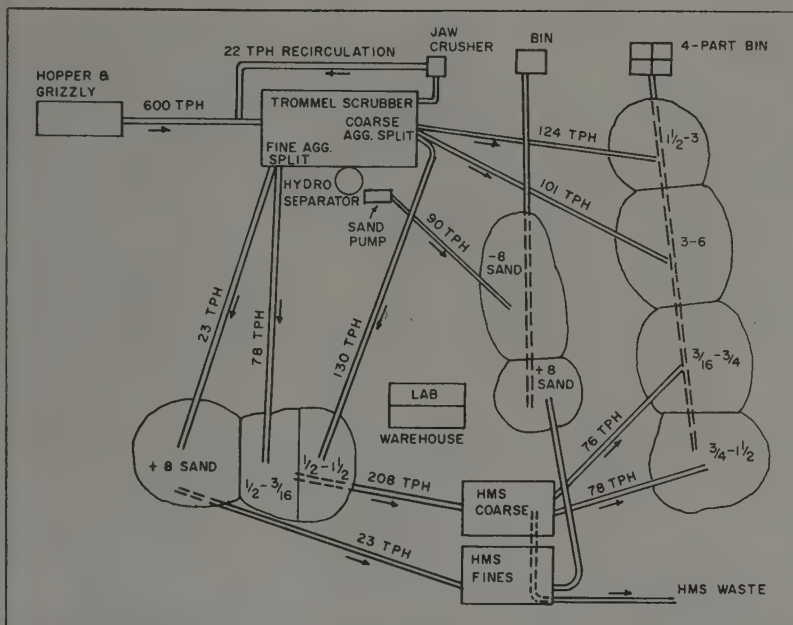 22 TPH RECIRCULATION
JAW
CRUSHER
BIN
4-PART BIN
HOPPER &
GRIZZLY
600 TPH
TROMMEL SCRUBBER
COARSE
AGG. SPLIT
FINE AGG.
SPLIT
124 TPH
1½-3
HYDRO
SEPARATOR
SAND
PUMP
90 TPH
101 TPH
-8
SAND
3-6
23 TPH
78 TPH
130 TPH
+8
SAND
3/16-3/4
LAB
WAREHOUSE
76 TPH
+ 8 SAND
½-3/16
½-1½
208 TPH
HMS
COARSE
78 TPH
3/4-1½
23 TPH
HMS
FINES
HMS WASTE